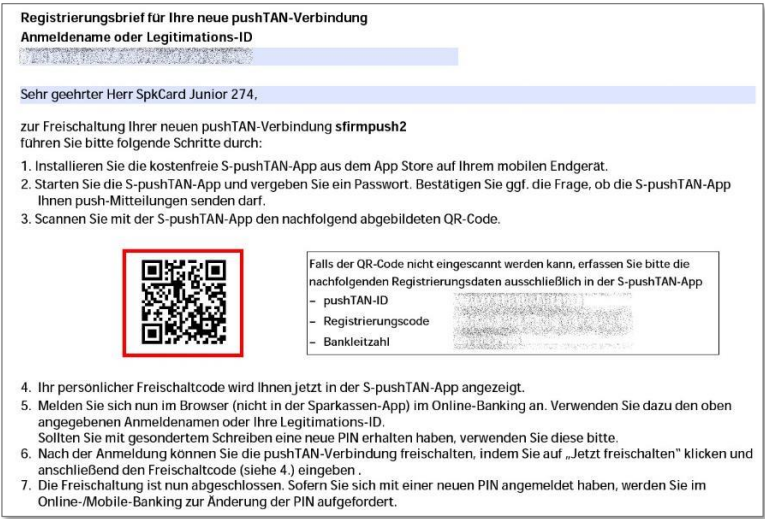 Registrierungsbrief für Ihre neue pushTAN-Verbindung
Anmeldename oder Legitimations-ID
Sehr geehrter Herr SpkCard Junior 274,
zur Freischaltung Ihrer neuen pushTAN-Verbindung sfirmpush2
führen Sie bitte folgende Schritte durch:
1. Installieren Sie die kostenfreie S-pushTAN-App aus dem App Store auf Ihrem mobilen Endgerät.
2. Starten Sie die S-pushTAN-App und vergeben Sie ein Passwort. Bestätigen Sie ggf. die Frage, ob die S-pushTAN-App
Ihnen push-Mitteilungen senden darf.
3. Scannen Sie mit der S-pushTAN-App den nachfolgend abgebildeten QR-Code.
Falls der QR-Code nicht eingescannt werden kann, erfassen Sie bitte die
nachfolgenden Registrierungsdaten ausschließlich in der S-pushTAN-App
– pushTAN-ID
– Registrierungscode
– Bankleitzahl
4. Ihr persönlicher Freischaltcode wird Ihnen jetzt in der S-pushTAN-App angezeigt.
5. Melden Sie sich nun im Browser (nicht in der Sparkassen-App) im Online-Banking an. Verwenden Sie dazu den oben
angegebenen Anmeldenamen oder Ihre Legitimations-ID.
Sollten Sie mit gesondertem Schreiben eine neue PIN erhalten haben, verwenden Sie diese bitte.
6. Nach der Anmeldung können Sie die pushTAN-Verbindung freischalten, indem Sie auf „Jetzt freischalten" klicken und
anschließend den Freischaltcode (siehe 4.) eingeben .
7. Die Freischaltung ist nun abgeschlossen. Sofern Sie sich mit einer neuen PIN angemeldet haben, werden Sie im
Online-/Mobile-Banking zur Änderung der PIN aufgefordert.